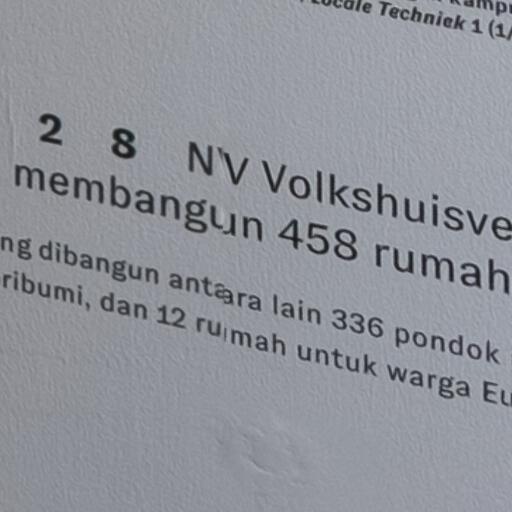 Locale Techniek 1 (1/
2 8 NV Volkshuisve
membangun 458 rumah
ng dibangun antara lain 336 pondok
ribumi, dan 12 rumah untuk warga Eu